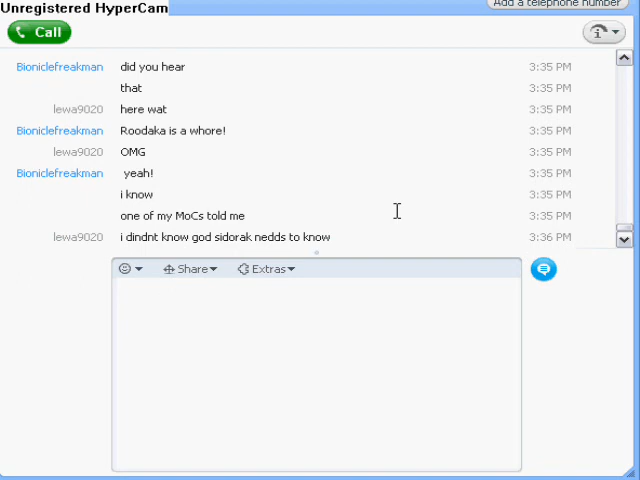 Unregistered HyperCam
Add a telephone number
Call
Bioniclefreakman did you hear 3:35 PM
that 3:35 PM
lewa9020 here wat 3:35 PM
Bioniclefreakman Roodaka is a whore! 3:35 PM
lewa9020 OMG 3:35 PM
Bioniclefreakman yeah! 3:35 PM
i know 3:35 PM
one of my MoCs told me 3:35 PM
lewa9020 i dindnt know god sidorak nedds to know 3:36 PM
Share Extras